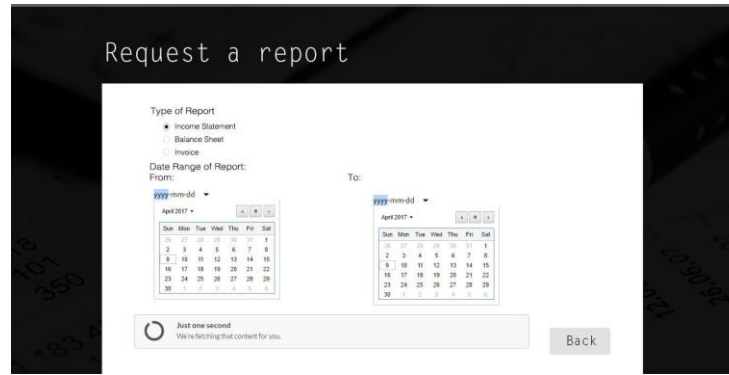 Request a report
Type of Report
Income Statement
Balance Sheet
Invoice
Date Range of Report:
From:
To:
yyyy-mm-dd
April 2017
Sun Mon Tue Wed Thu Fri Sat
26 27 28 29 30 31 1
2 3 4 5 6 7 8
9 10 11 12 13 14 15
16 17 18 19 20 21 22
23 24 25 26 27 28 29
30 1 2 3 4 5 6
yyyy-mm-dd
April 2017
Sun Mon Tue Wed Thu Fri Sat
26 27 28 29 30 31 1
2 3 4 5 6 7 8
9 10 11 12 13 14 15
16 17 18 19 20 21 22
23 24 25 26 27 28 29
30 1 2 3 4 5 6
Just one second
We're fetching that content for you.
Back